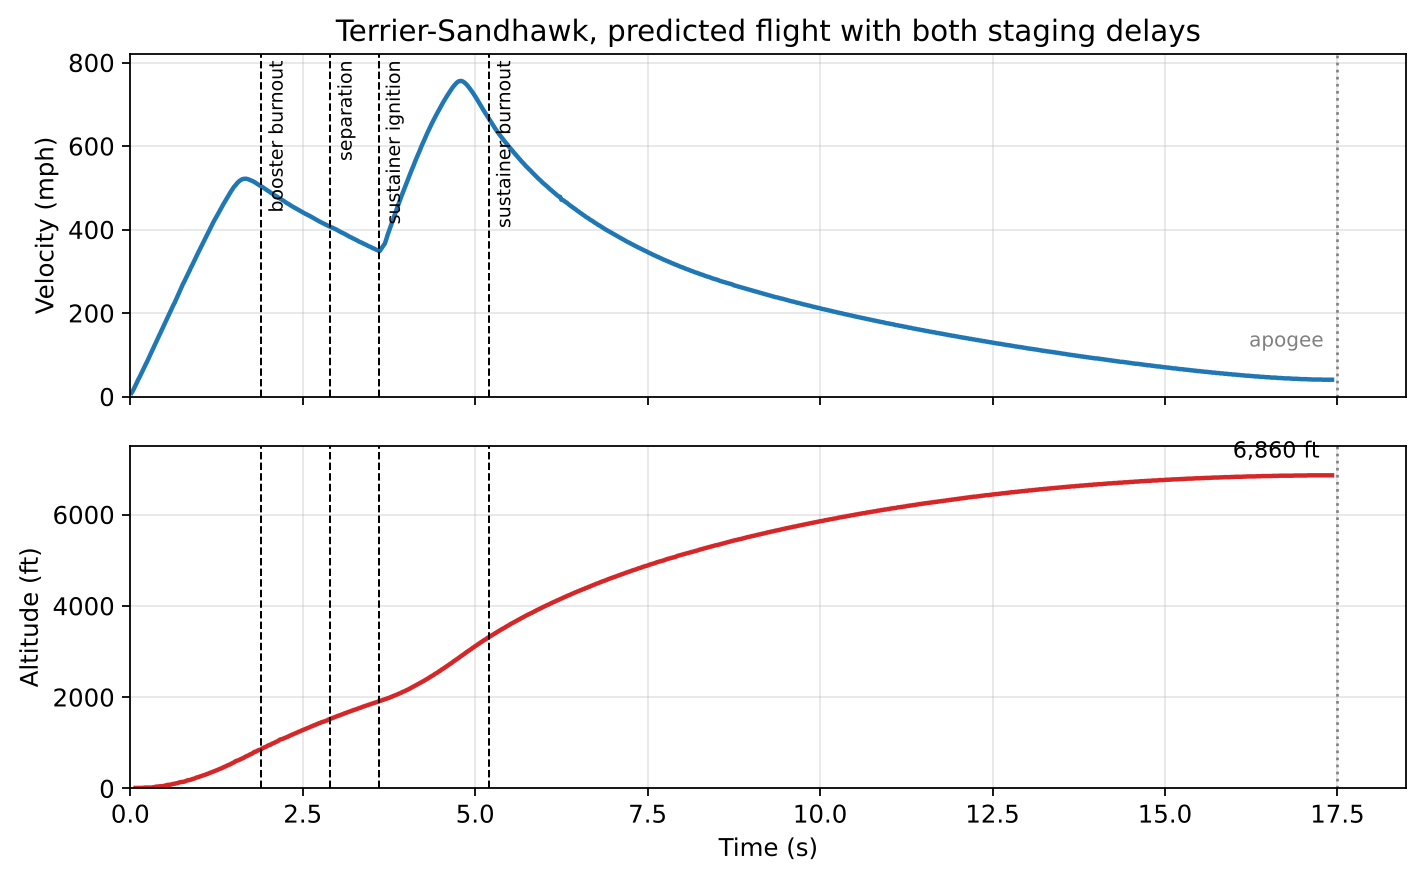 Terrier-Sandhawk, predicted flight with both staging delays
800
600
400
200
0
Velocity (mph)
booster burnout
separation
sustainer ignition
sustainer burnout
apogee
6,860 ft
6000
4000
2000
0
Altitude (ft)
0.0 2.5 5.0 7.5 10.0 12.5 15.0 17.5
Time (s)